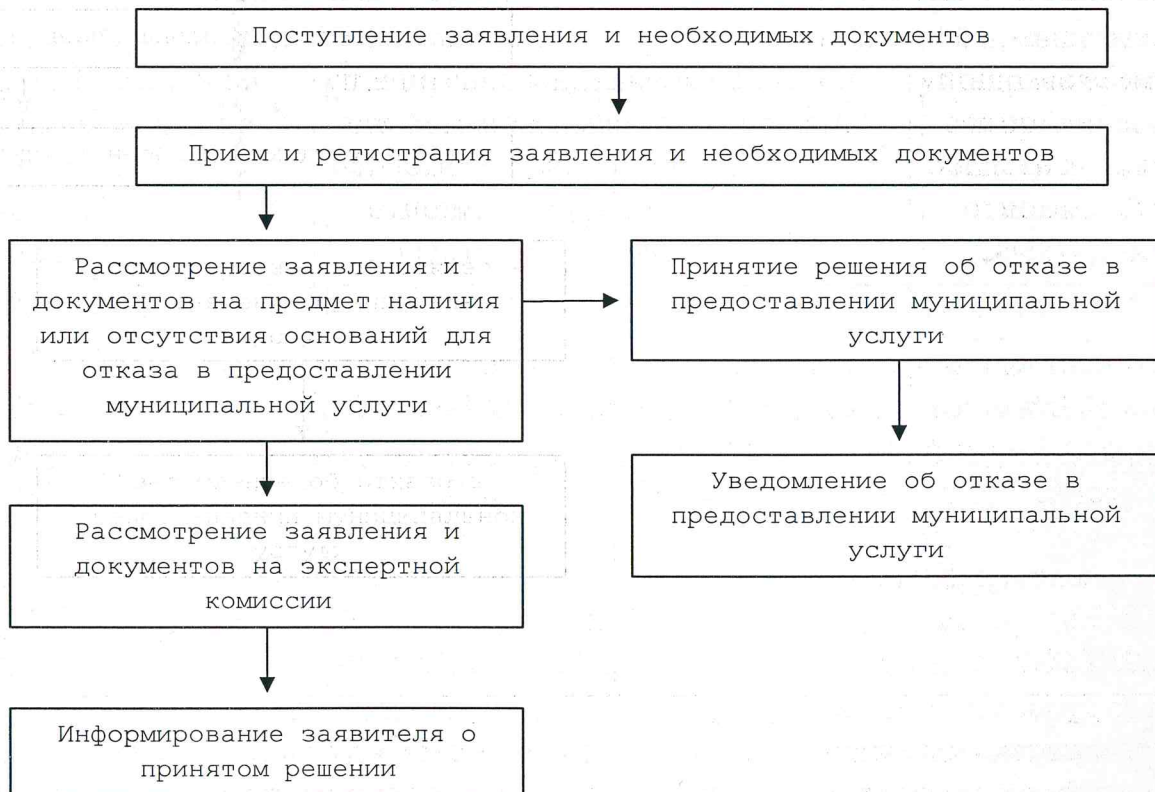 Поступление заявления и необходимых документов
Прием и регистрация заявления и необходимых документов
Рассмотрение заявления и
документов на предмет наличия
или отсутствия оснований для
отказа в предоставлении
муниципальной услуги
Принятие решения об отказе в
предоставлении муниципальной
услуги
Уведомление об отказе в
предоставлении муниципальной
услуги
Рассмотрение заявления и
документов на экспертной
комиссии
Информирование заявителя о
принятом решении